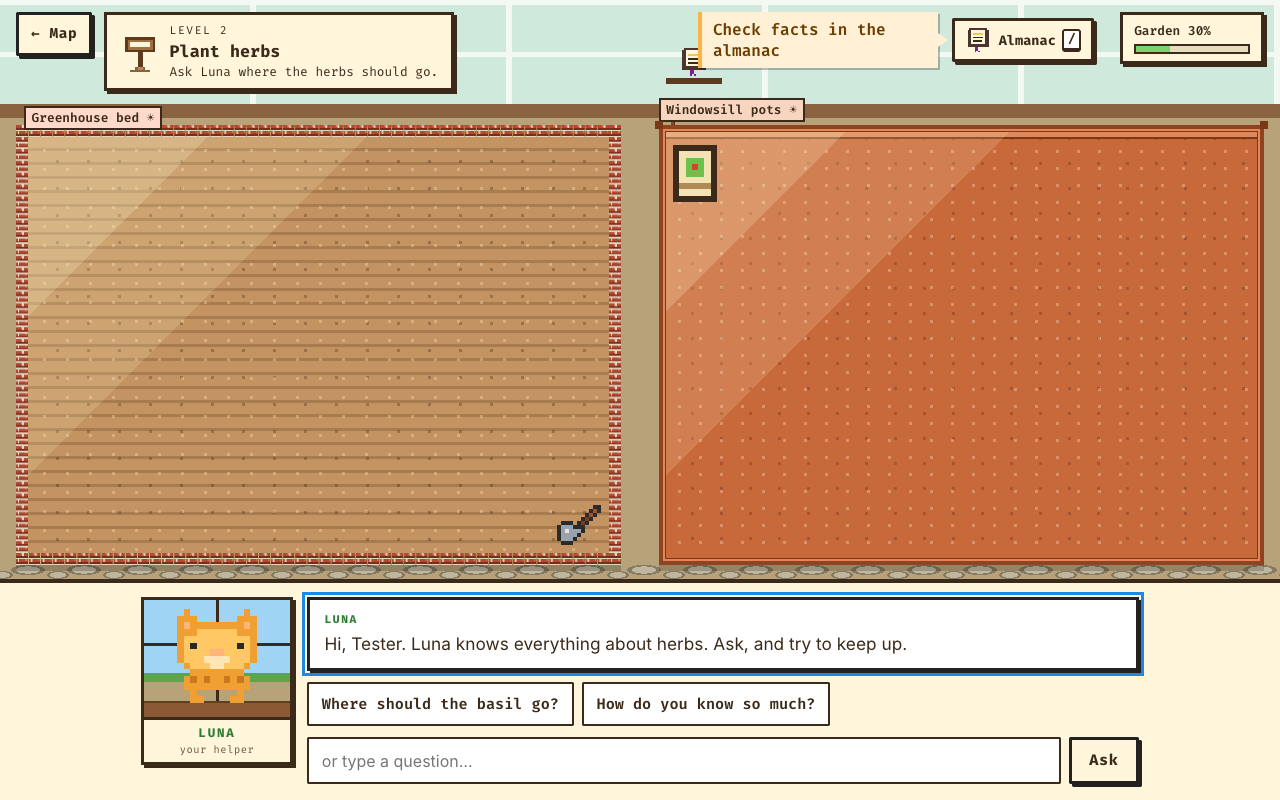 ← Map
LEVEL 2
Plant herbs
Ask Luna where the herbs should go.
Check facts in the
almanac
Almanac /
Garden 30%
Greenhouse bed ☀
Windowsill pots ☀
LUNA
Hi, Tester. Luna knows everything about herbs. Ask, and try to keep up.
Where should the basil go?
How do you know so much?
LUNA
your helper
or type a question...
Ask